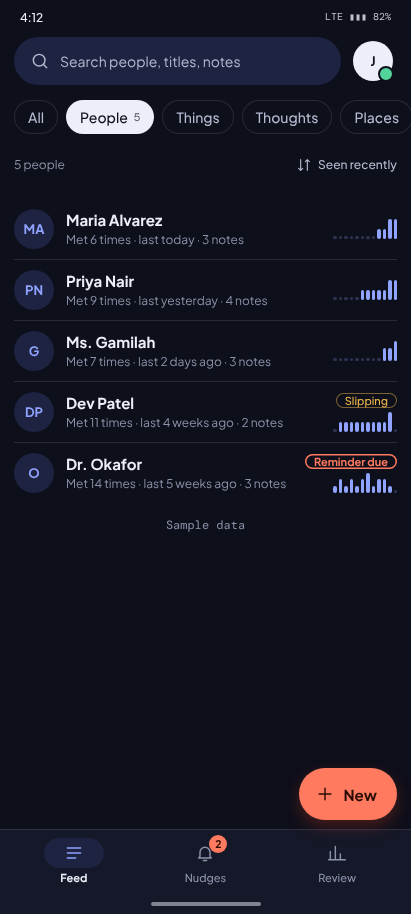 4:12
LTE 82%
Search people, titles, notes
J
All
People 5
Things
Thoughts
Places
5 people
Seen recently
MA
Maria Alvarez
Met 6 times · last today · 3 notes
PN
Priya Nair
Met 9 times · last yesterday · 4 notes
G
Ms. Gamilah
Met 7 times · last 2 days ago · 3 notes
DP
Dev Patel
Met 11 times · last 4 weeks ago · 2 notes
Slipping
O
Dr. Okafor
Met 14 times · last 5 weeks ago · 3 notes
Reminder due
Sample data
New
2
Feed
Nudges
Review